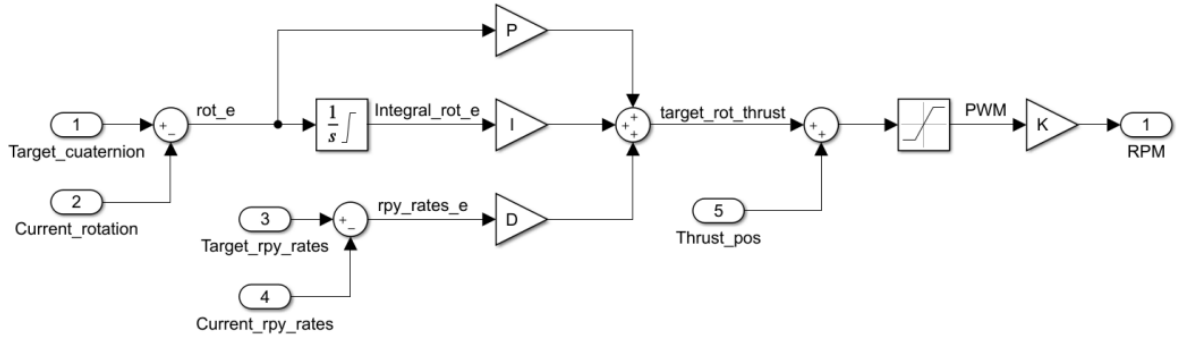 P
rot_e
Integral_rot_e
target_rot_thrust
PWM
1
+
−
1
s
I
+
+
+
+
+
K
1
Target_cuaternion
RPM
2
Current_rotation
rpy_rates_e
3
+
−
D
5
Target_rpy_rates
Thrust_pos
4
Current_rpy_rates